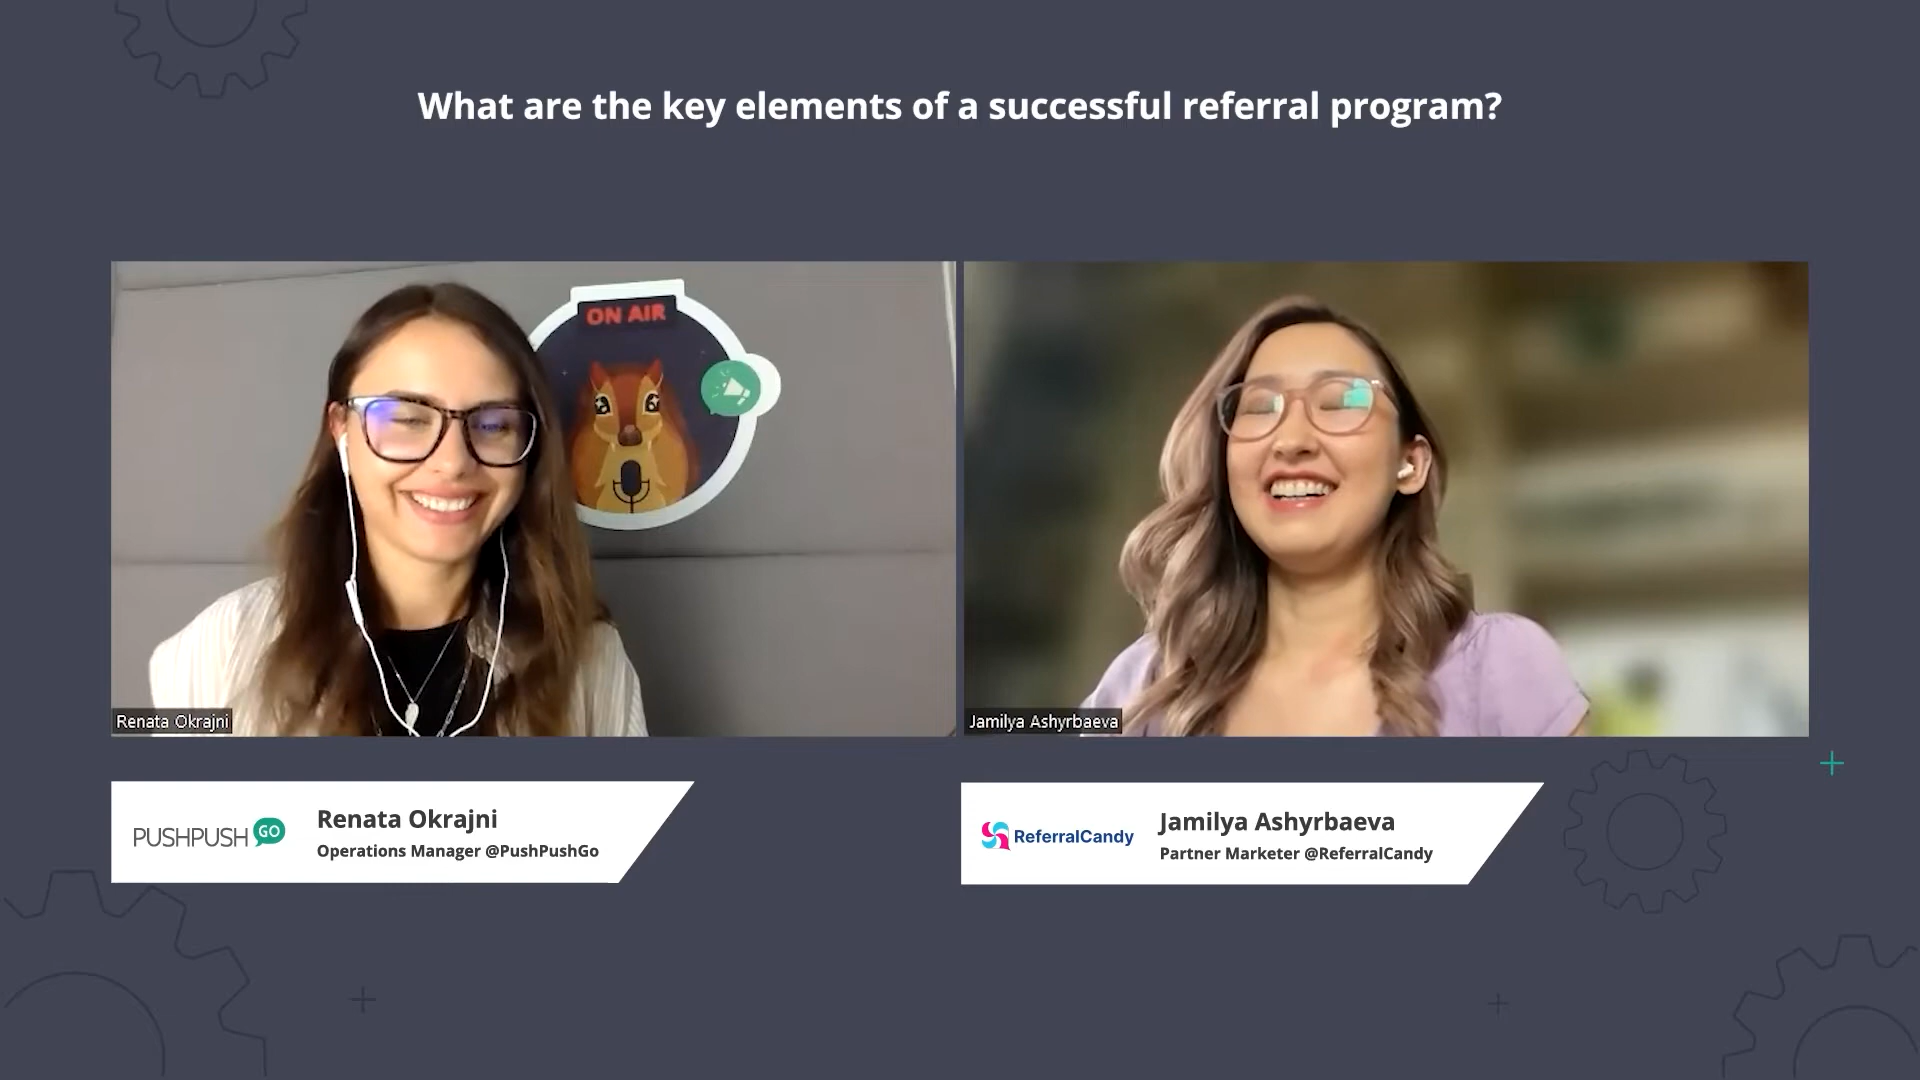 What are the key elements of a successful referral program?
ON AIR
Renata Okrajni
Jamilya Ashyrbaeva
PUSHPUSH GO
Renata Okrajni
Operations Manager @PushPushGo
ReferralCandy
Jamilya Ashyrbaeva
Partner Marketer @ReferralCandy